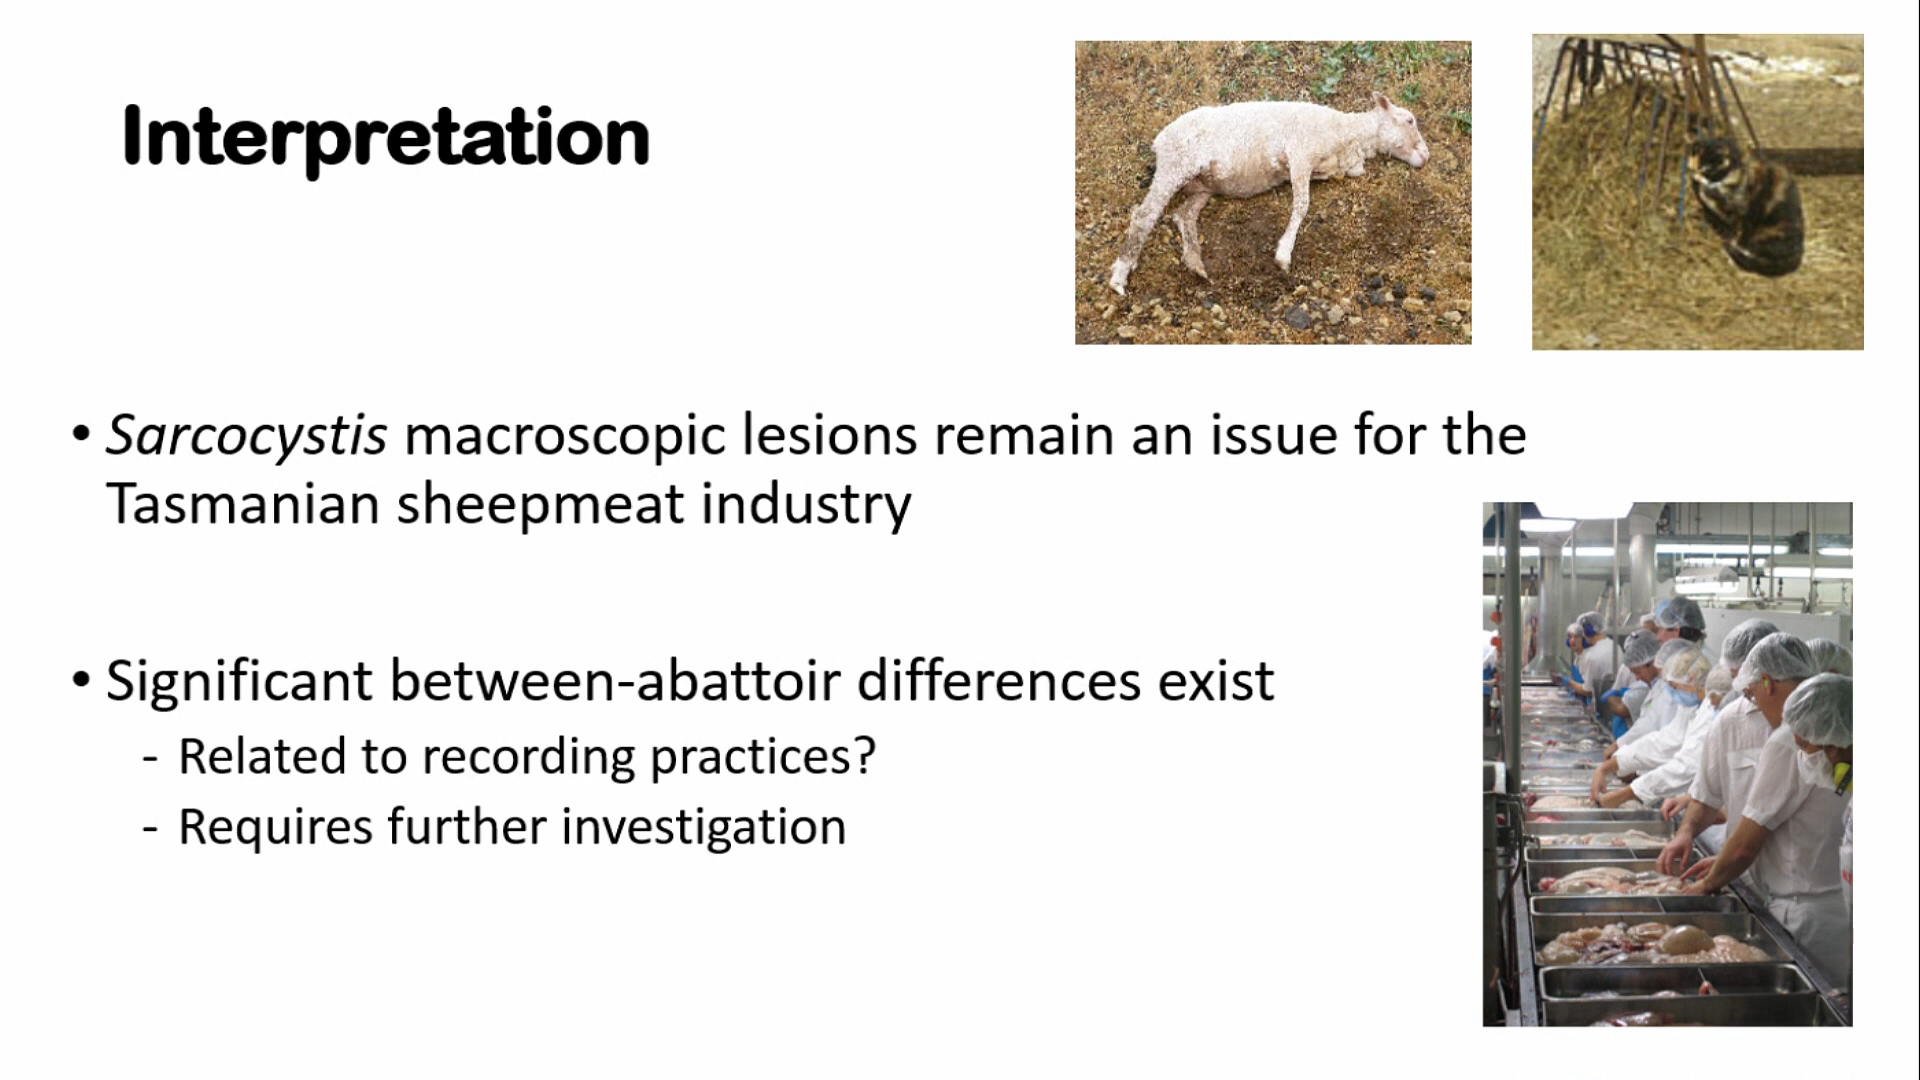 Interpretation
• Sarcocystis macroscopic lesions remain an issue for the
Tasmanian sheepmeat industry
• Significant between-abattoir differences exist
- Related to recording practices?
- Requires further investigation